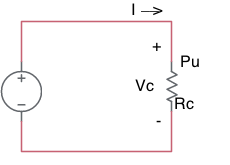 I →
+
Pu
Vc
Rc
-
+
−